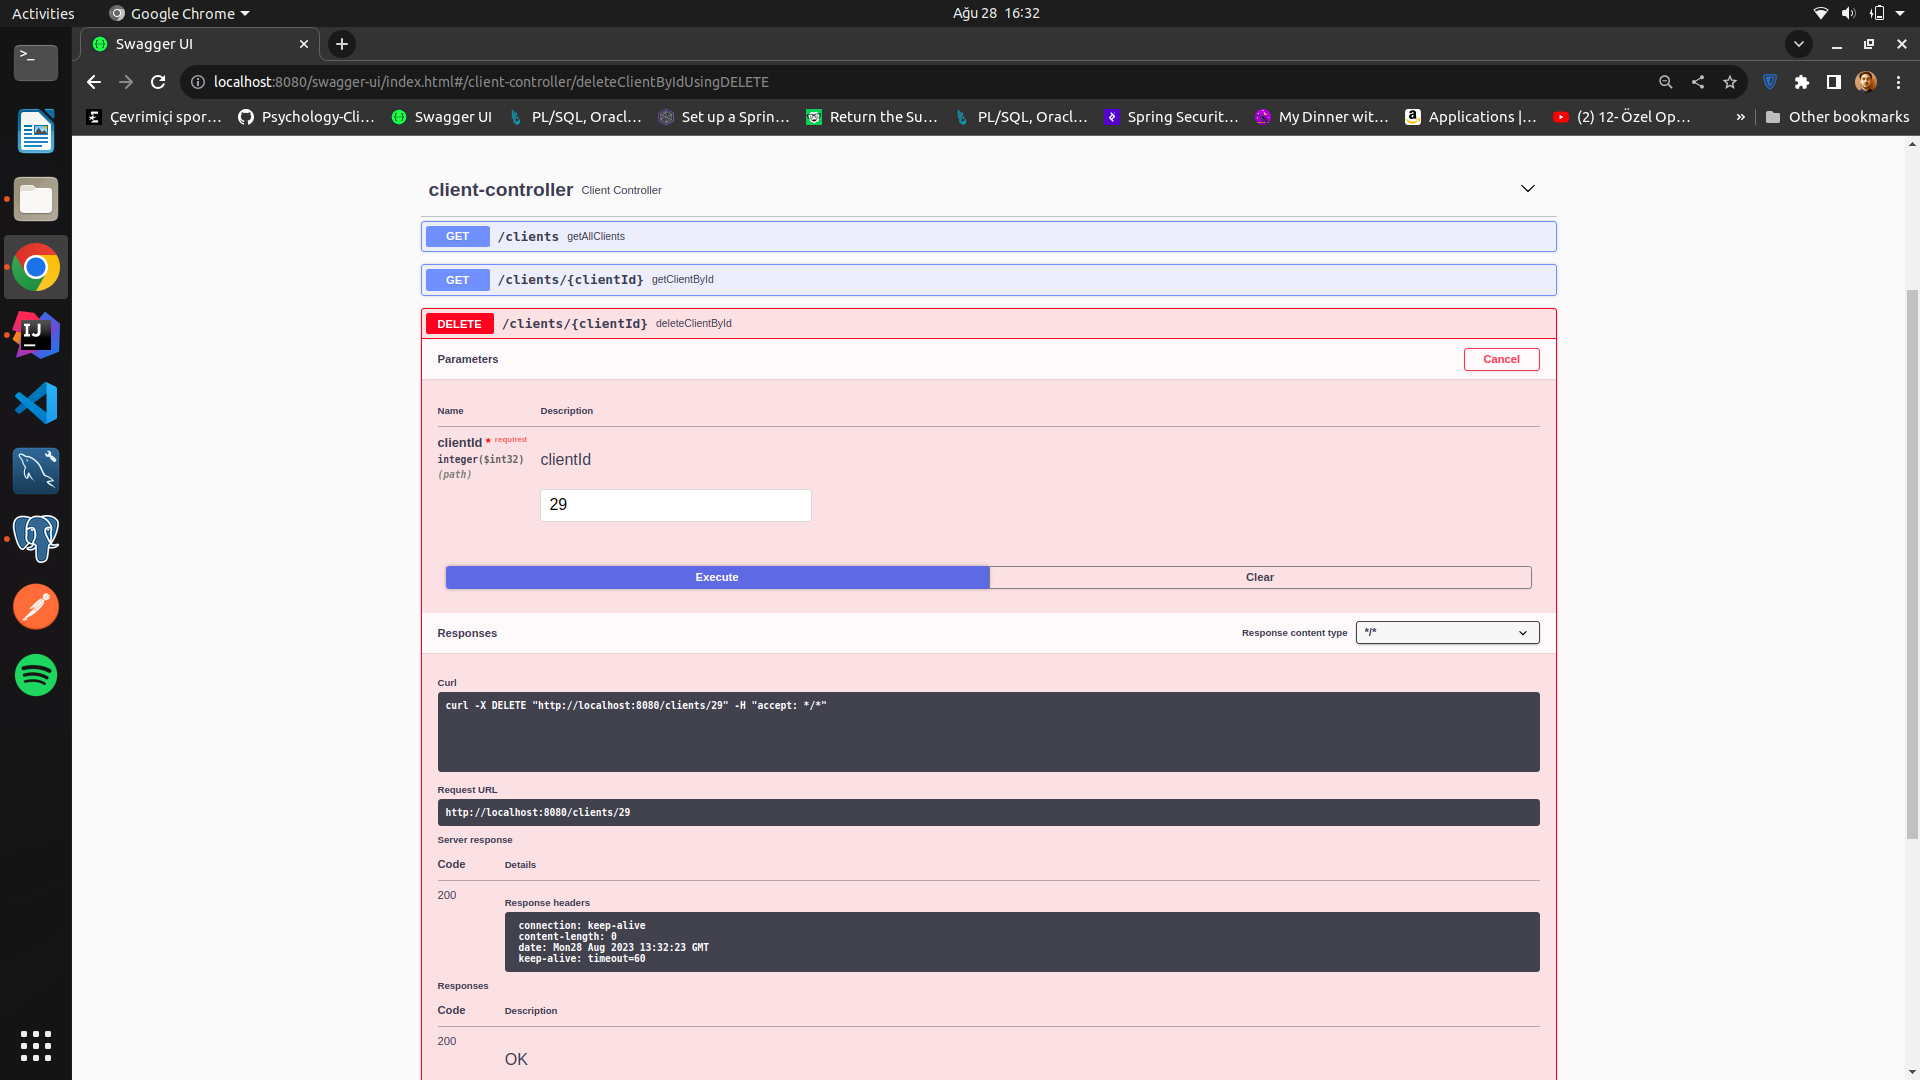 Activities
Google Chrome
Ağu 28 16:32
Swagger UI
localhost:8080/swagger-ui/index.html#/client-controller/deleteClientByIdUsingDELETE
Çevrimiçi spor…
Psychology-Cli…
Swagger UI
PL/SQL, Oracl…
Set up a Sprin…
Return the Su…
PL/SQL, Oracl…
Spring Securit…
My Dinner wit…
Applications |…
(2) 12- Özel Op…
»
Other bookmarks
client-controller Client Controller
GET /clients getAllClients
GET /clients/{clientId} getClientById
DELETE /clients/{clientId} deleteClientById
Parameters
Cancel
Name Description
clientId * required
integer($int32)
(path)
clientId
29
Execute
Clear
Responses
Response content type
*/*
Curl
curl -X DELETE "http://localhost:8080/clients/29" -H "accept: */*"
Request URL
http://localhost:8080/clients/29
Server response
Code Details
200
Response headers
connection: keep-alive
content-length: 0
date: Mon28 Aug 2023 13:32:23 GMT
keep-alive: timeout=60
Responses
Code Description
200
OK